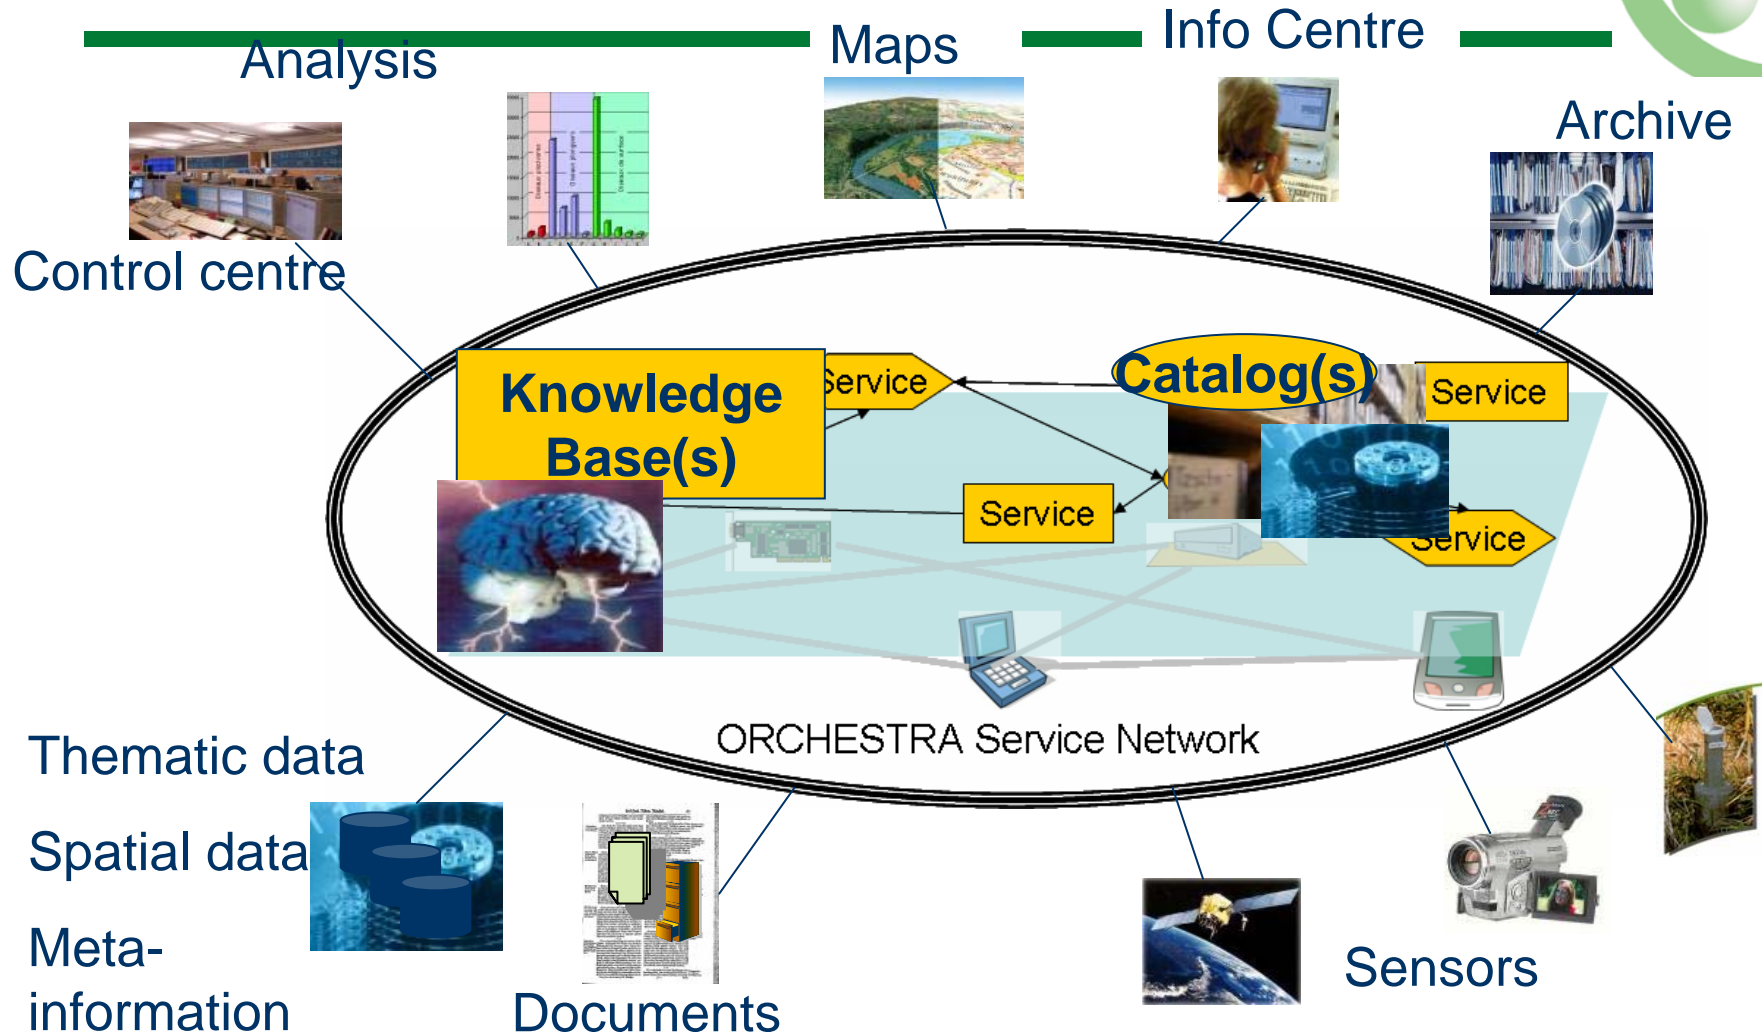 Analysis
Maps
Info Centre
Archive
Control centre
Knowledge
Base(s)
Service
Catalog(s)
Service
Service
Service
ORCHESTRA Service Network
Thematic data
Spatial data
Meta-
information
Documents
Sensors